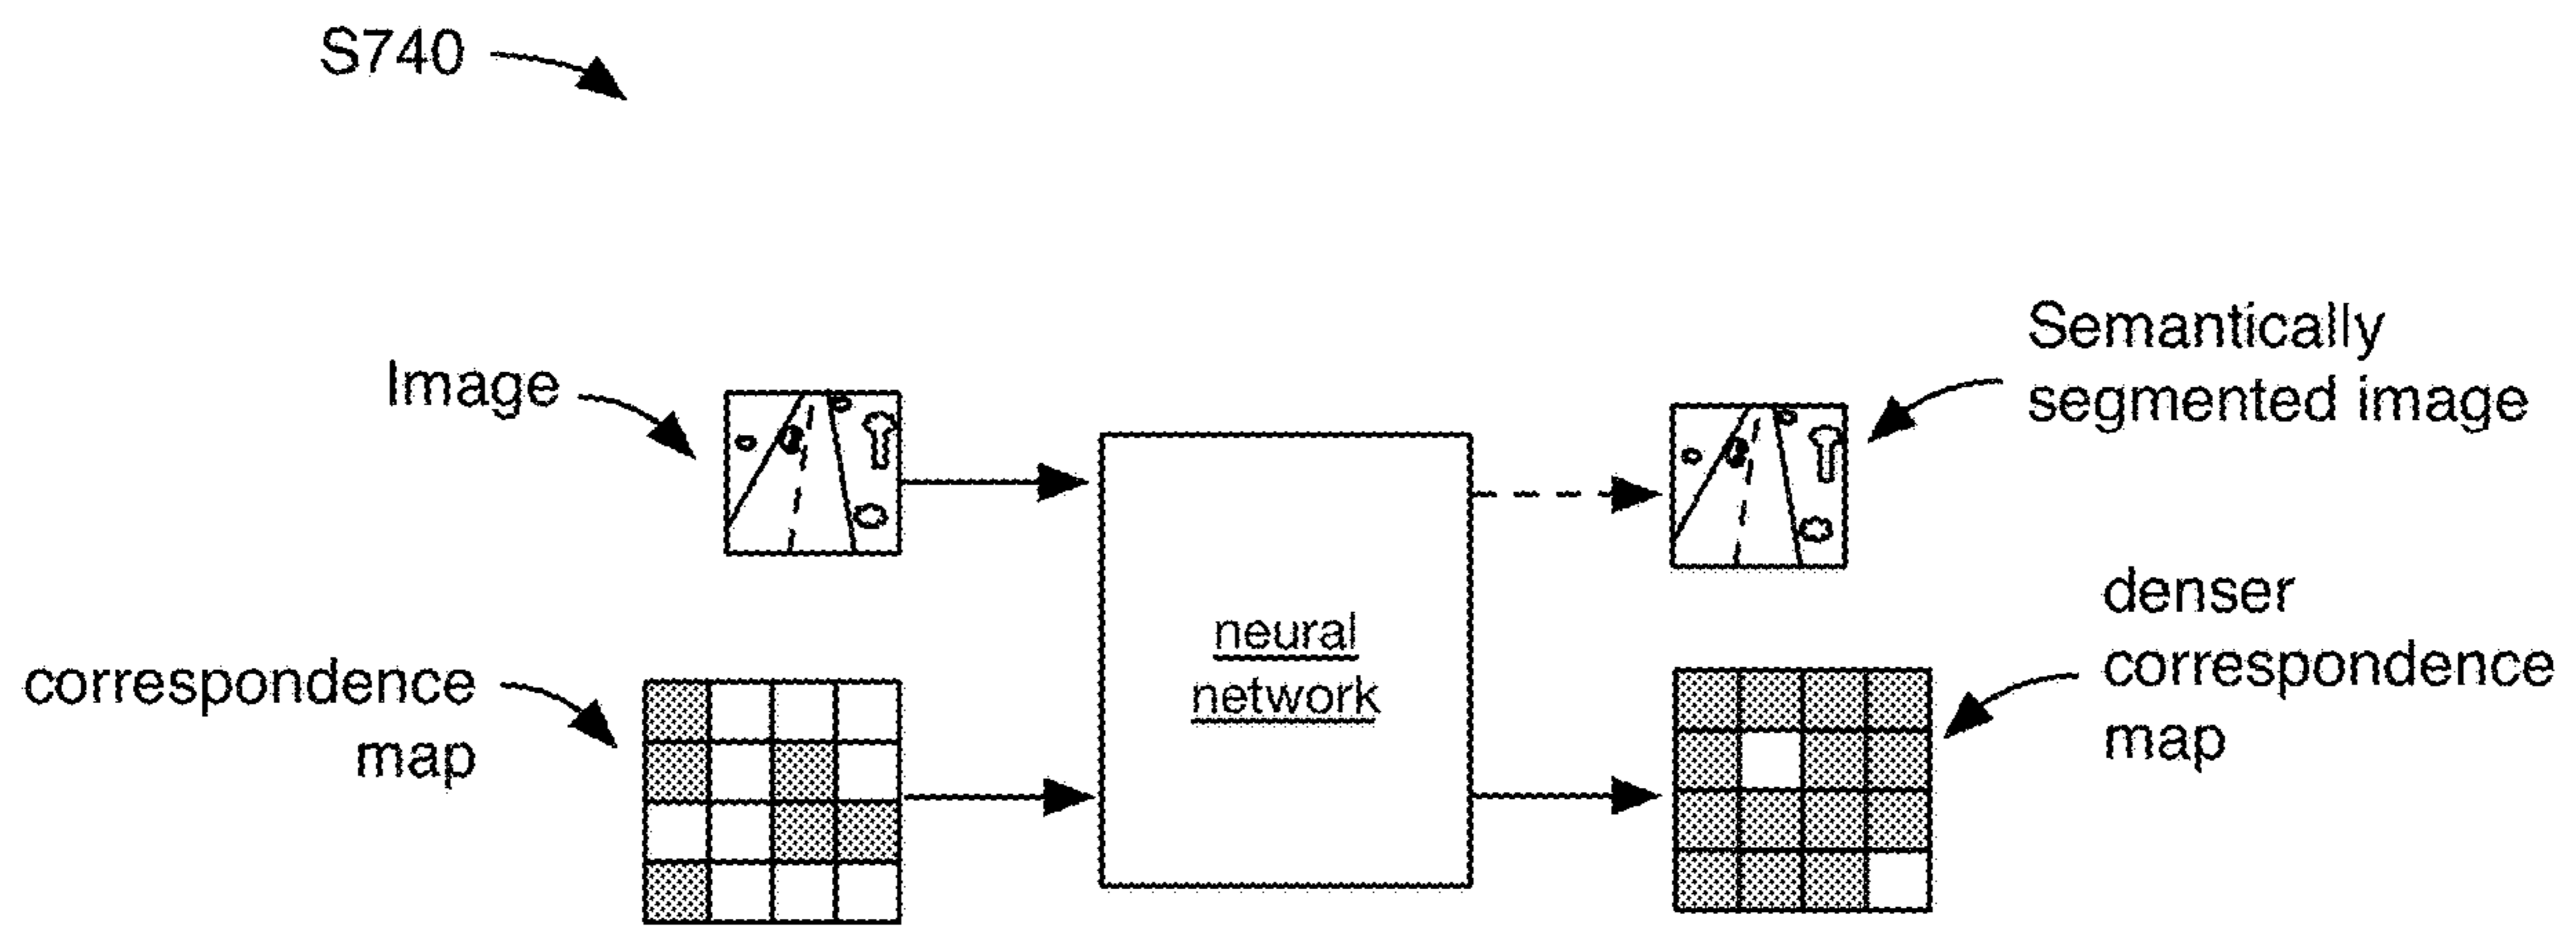 S740
Image
Semantically
segmented image
correspondence
map
neural
network
denser
correspondence
map